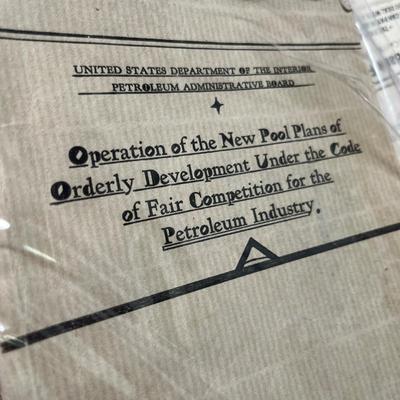 UNITED STATES DEPARTMENT OF THE INTERIOR
PETROLEUM ADMINISTRATIVE BOARD
Operation of the New Pool Plans of
Orderly Development Under the Code
of Fair Competition for the
Petroleum Industry.